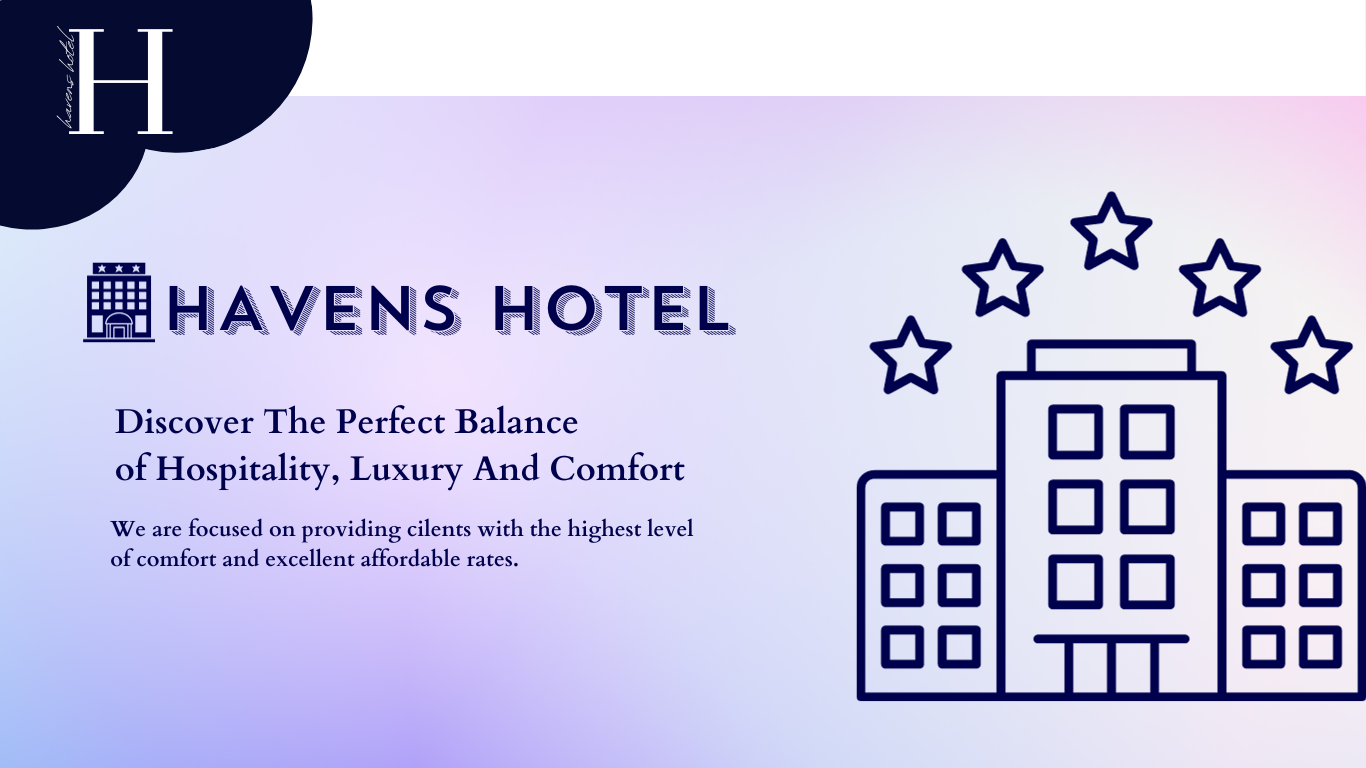 havens hotel
H
HAVENS HOTEL
Discover The Perfect Balance
of Hospitality, Luxury And Comfort
We are focused on providing cilents with the highest level
of comfort and excellent affordable rates.